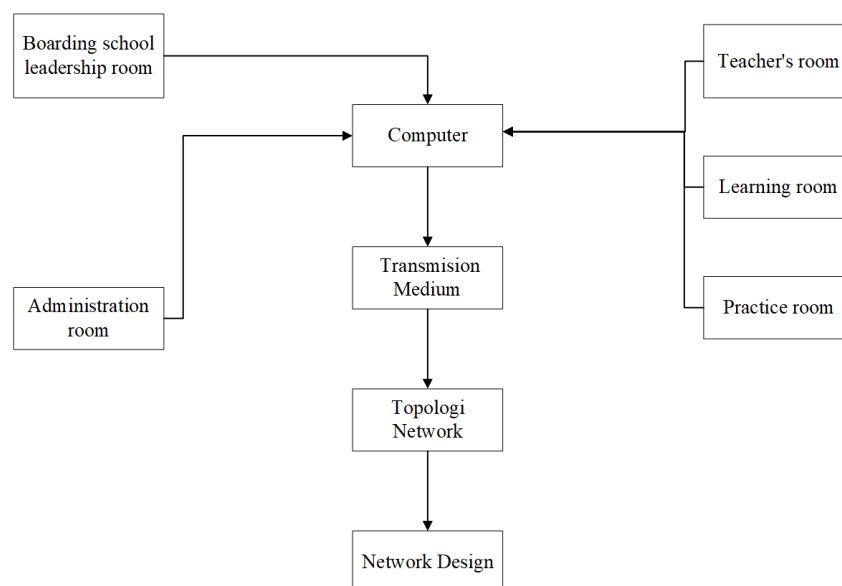 Boarding school
leadership room
Teacher's room
Computer
Learning room
Transmision
Medium
Administration
room
Practice room
Topologi
Network
Network Design